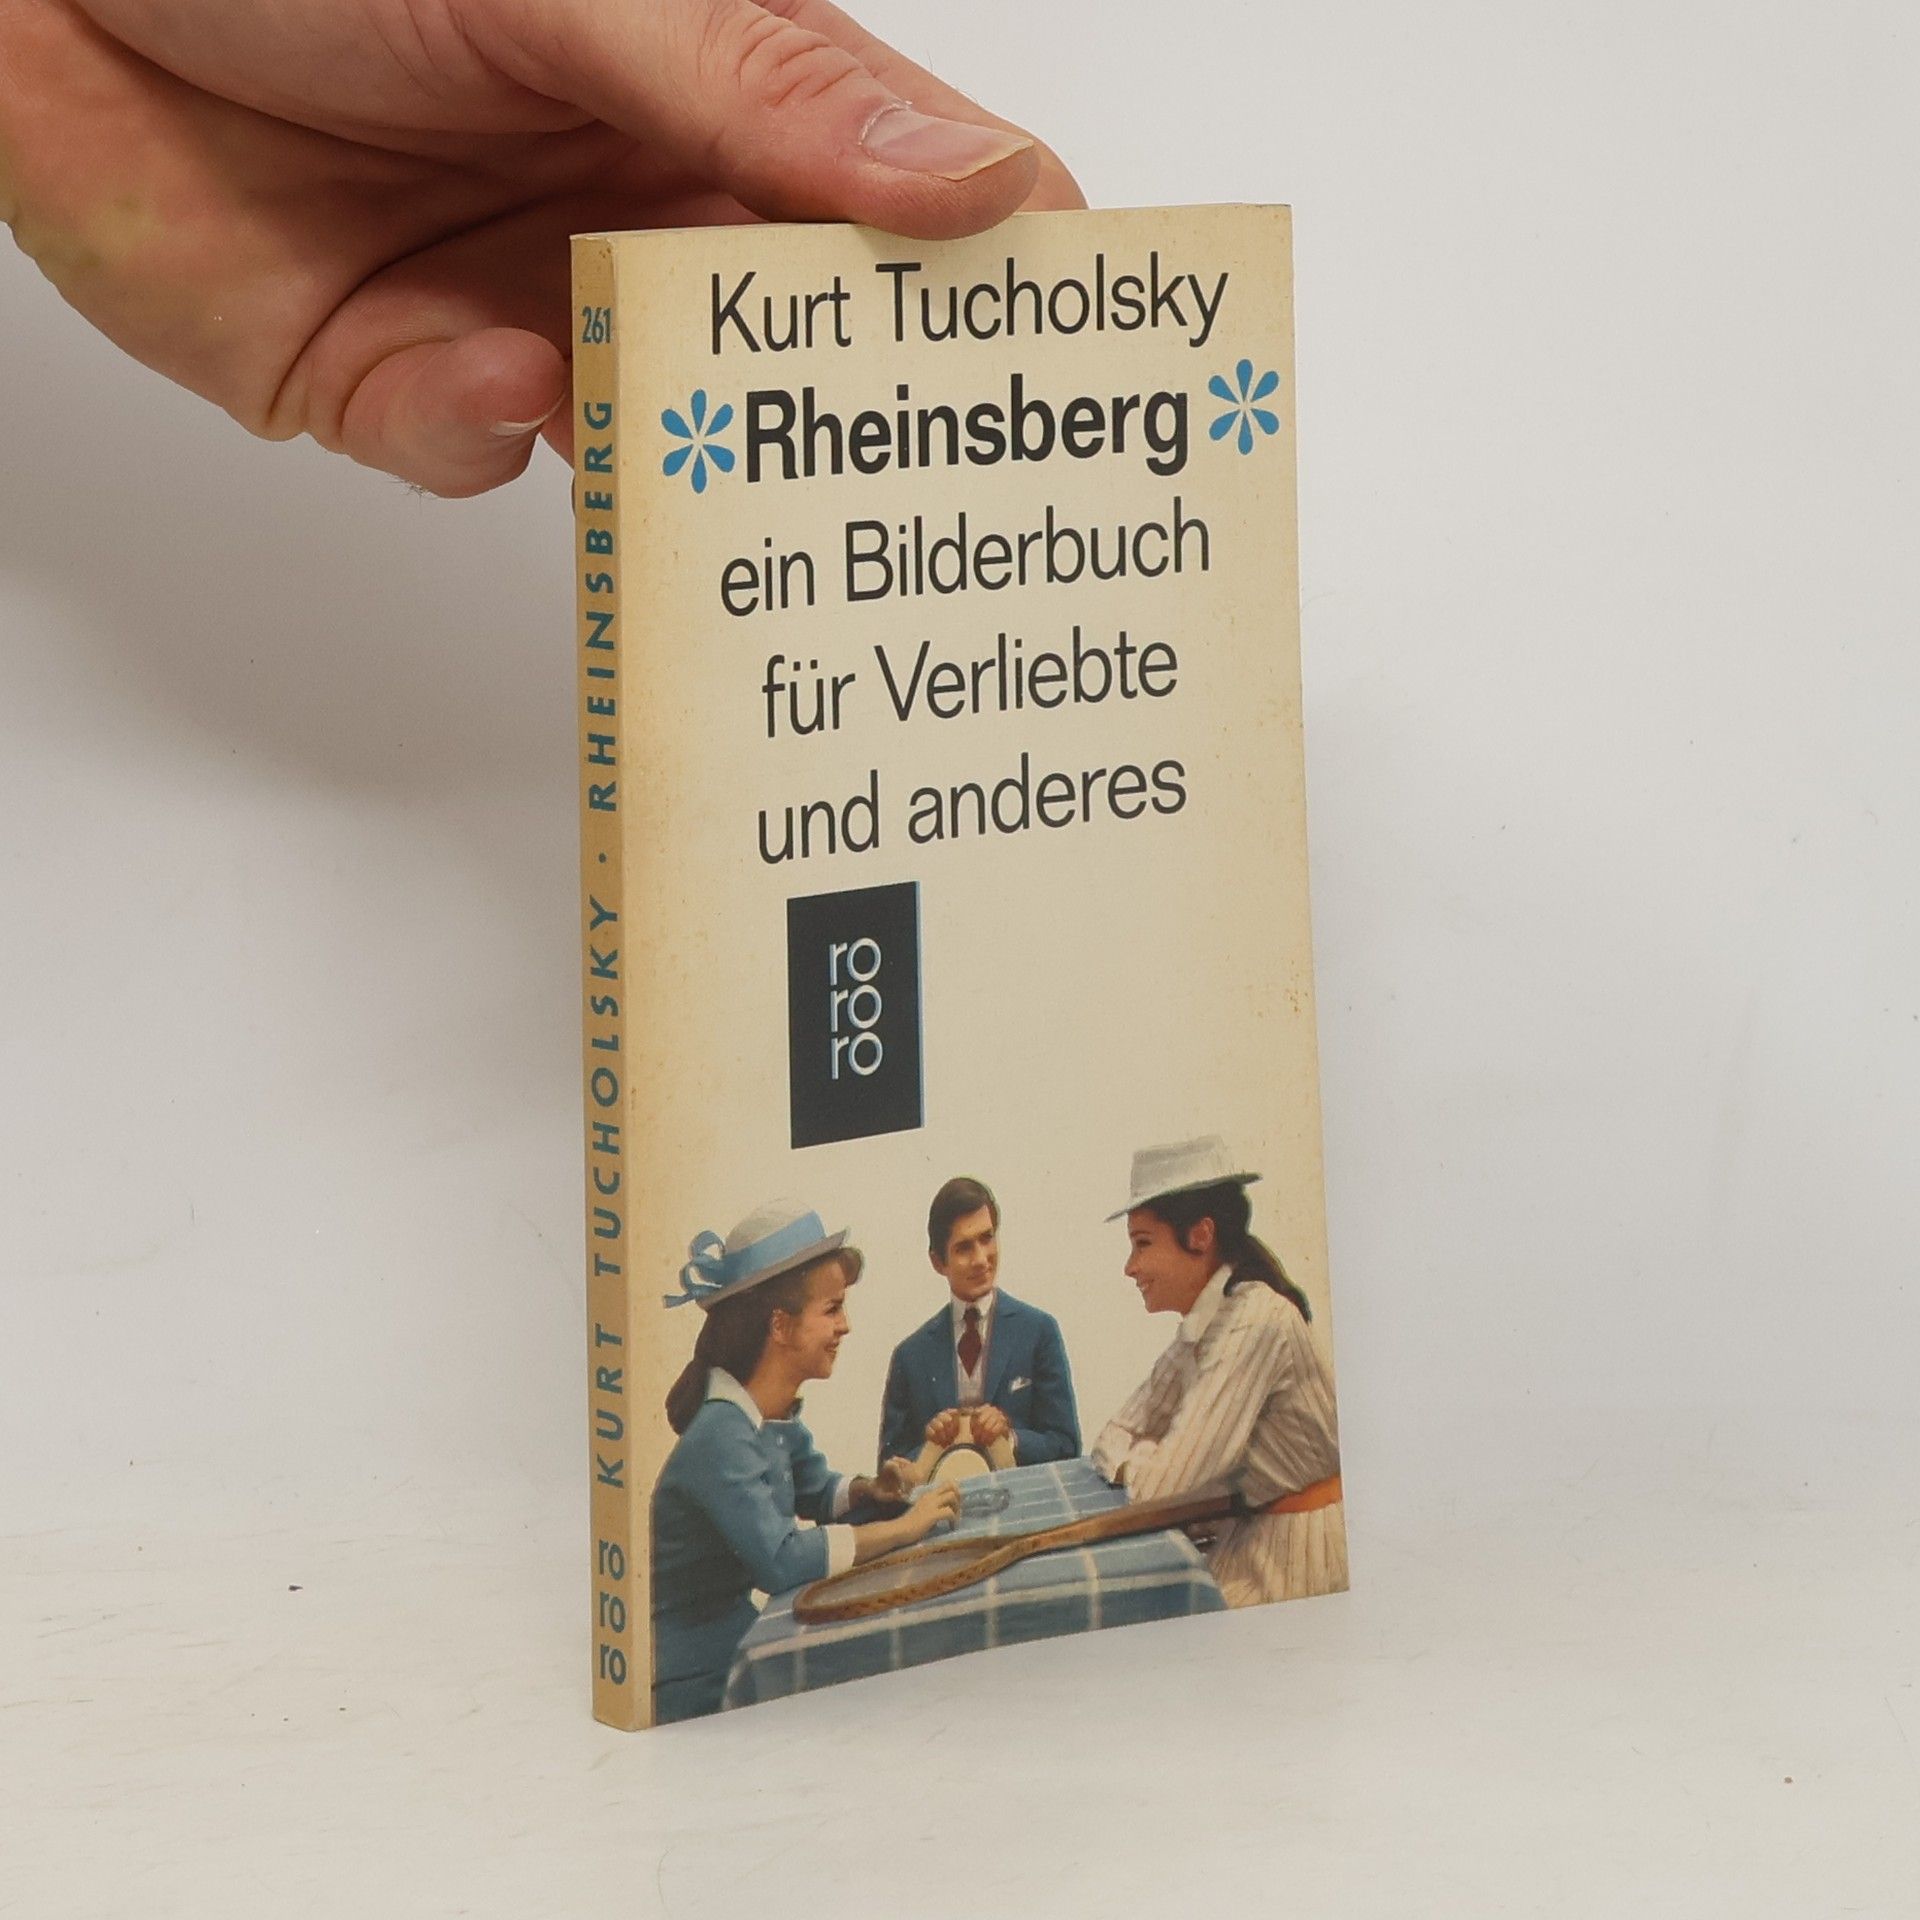 Kurt Tucholsky
Rheinsberg
ein Bilderbuch
für Verliebte
und anderes
ro
ro
ro
KURT TUCHOLSKY · RHEINSBERG 261
ro
ro
ro